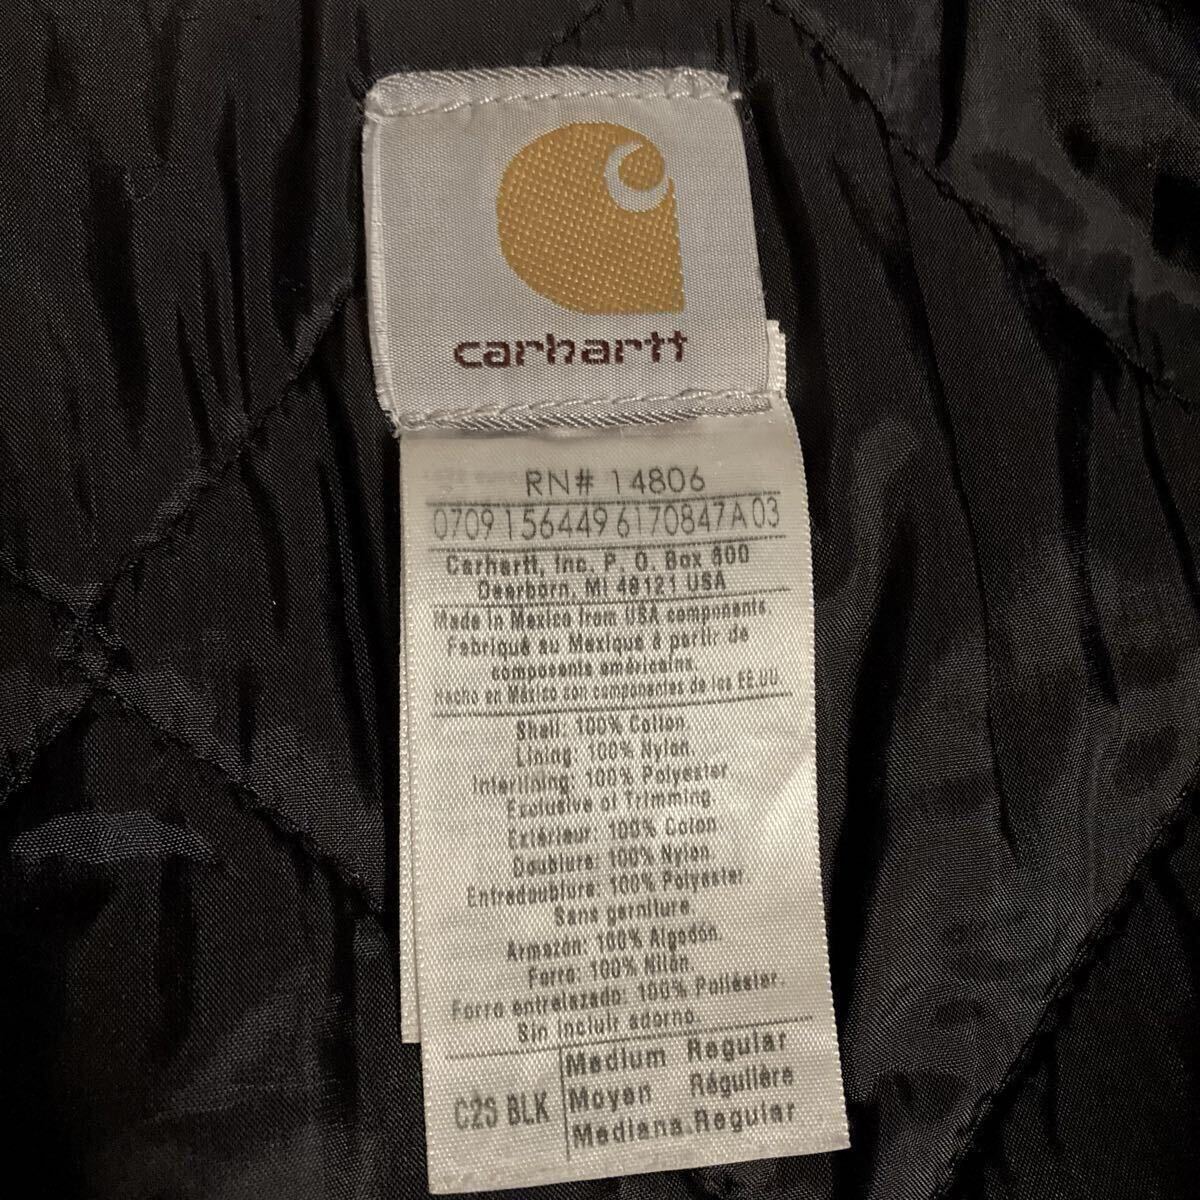 carhartt
RN# 14806
0709 156449 6170847A 03
Carhartt, Inc. P. O. Box 600
Dearborn, MI 48121 USA
Made in Mexico from USA components.
Fabriqué au Mexique à partir de
composants américains.
Hecho en México con componentes de los EE.UU.
Shell: 100% Cotton.
Lining: 100% Nylon.
Interlining: 100% Polyester
Exclusive of Trimming.
Extérieur: 100% Coton
Doublure: 100% Nylon.
Entredoublure: 100% Polyester.
Sans garniture.
Armazón: 100% Algodón.
Forro: 100% Nilón.
Forro entrelazado: 100% Poliéster.
Sin incluir adorno.
C2S BLK
Medium Regular
Moyen Régulière
Mediana.Regular